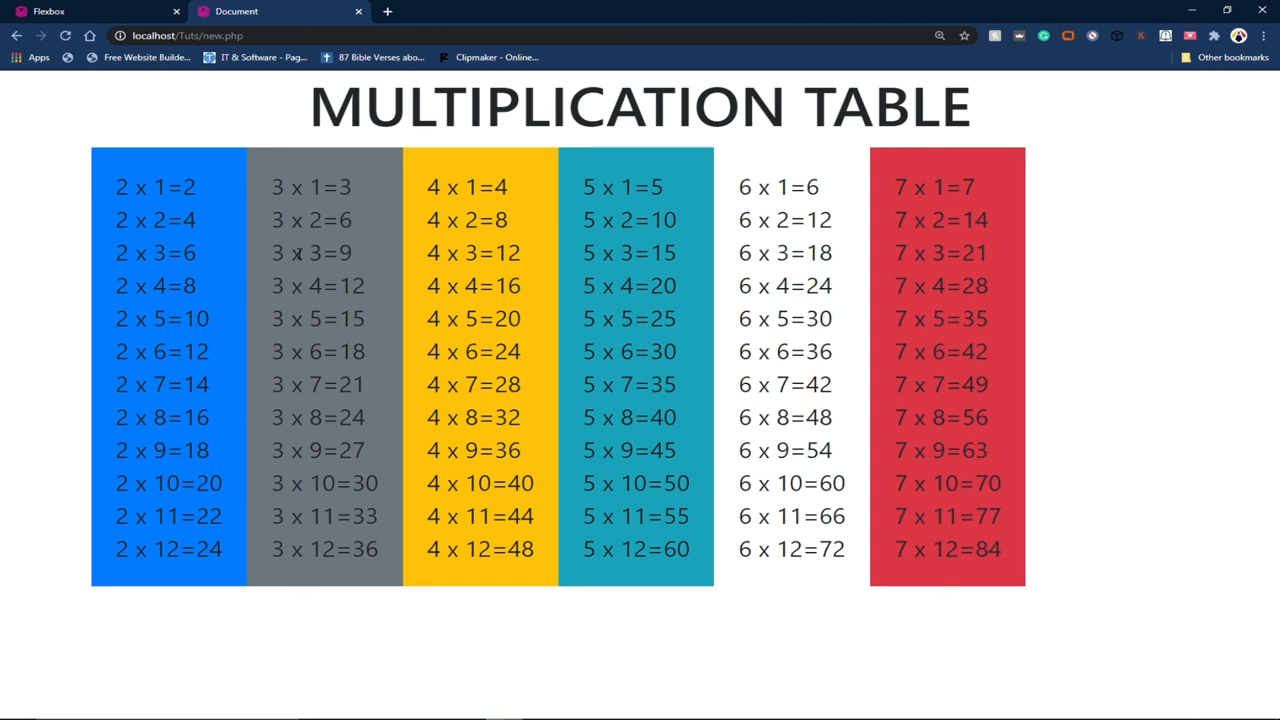 Flexbox
Document
localhost/Tuts/new.php
Apps
Free Website Builde...
IT & Software - Pag...
87 Bible Verses abo...
Clipmaker - Online...
Other bookmarks
MULTIPLICATION TABLE
2 x 1=2
2 x 2=4
2 x 3=6
2 x 4=8
2 x 5=10
2 x 6=12
2 x 7=14
2 x 8=16
2 x 9=18
2 x 10=20
2 x 11=22
2 x 12=24
3 x 1=3
3 x 2=6
3 x 3=9
3 x 4=12
3 x 5=15
3 x 6=18
3 x 7=21
3 x 8=24
3 x 9=27
3 x 10=30
3 x 11=33
3 x 12=36
4 x 1=4
4 x 2=8
4 x 3=12
4 x 4=16
4 x 5=20
4 x 6=24
4 x 7=28
4 x 8=32
4 x 9=36
4 x 10=40
4 x 11=44
4 x 12=48
5 x 1=5
5 x 2=10
5 x 3=15
5 x 4=20
5 x 5=25
5 x 6=30
5 x 7=35
5 x 8=40
5 x 9=45
5 x 10=50
5 x 11=55
5 x 12=60
6 x 1=6
6 x 2=12
6 x 3=18
6 x 4=24
6 x 5=30
6 x 6=36
6 x 7=42
6 x 8=48
6 x 9=54
6 x 10=60
6 x 11=66
6 x 12=72
7 x 1=7
7 x 2=14
7 x 3=21
7 x 4=28
7 x 5=35
7 x 6=42
7 x 7=49
7 x 8=56
7 x 9=63
7 x 10=70
7 x 11=77
7 x 12=84